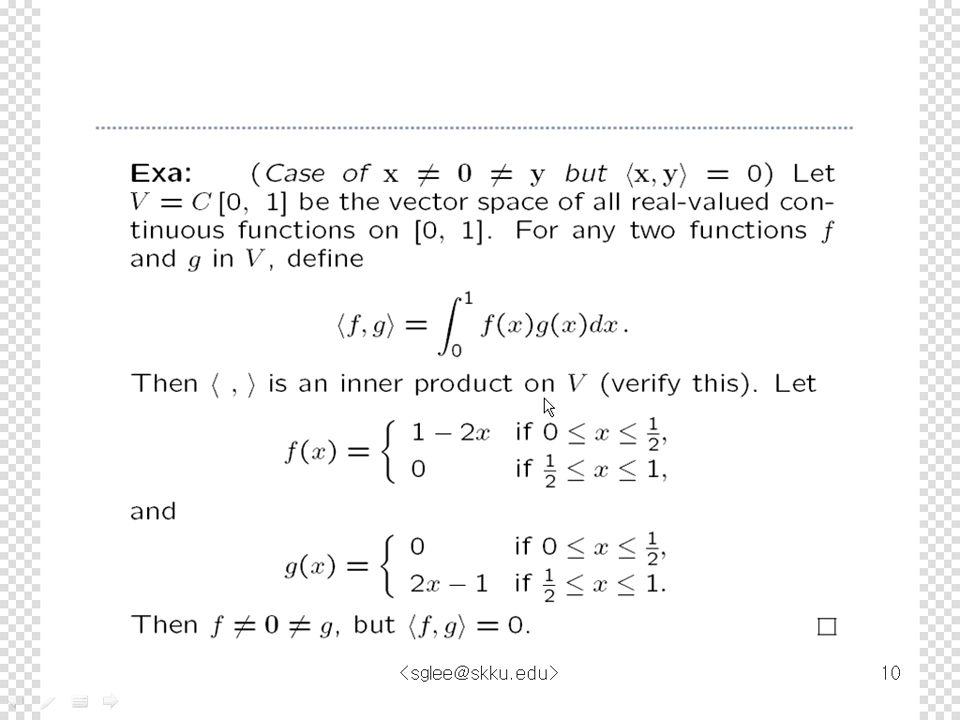 Exa: (Case of x ≠ 0 ≠ y but ⟨x, y⟩ = 0) Let
V = C [0, 1] be the vector space of all real-valued con-
tinuous functions on [0, 1]. For any two functions f
and g in V, define
⟨f, g⟩ = ∫₀¹ f(x)g(x)dx.
Then ⟨ , ⟩ is an inner product on V (verify this). Let
f(x) = { 1 − 2x if 0 ≤ x ≤ 1/2,
0 if 1/2 ≤ x ≤ 1,
and
g(x) = { 0 if 0 ≤ x ≤ 1/2,
2x − 1 if 1/2 ≤ x ≤ 1.
Then f ≠ 0 ≠ g, but ⟨f, g⟩ = 0. □
<sglee@skku.edu> 10